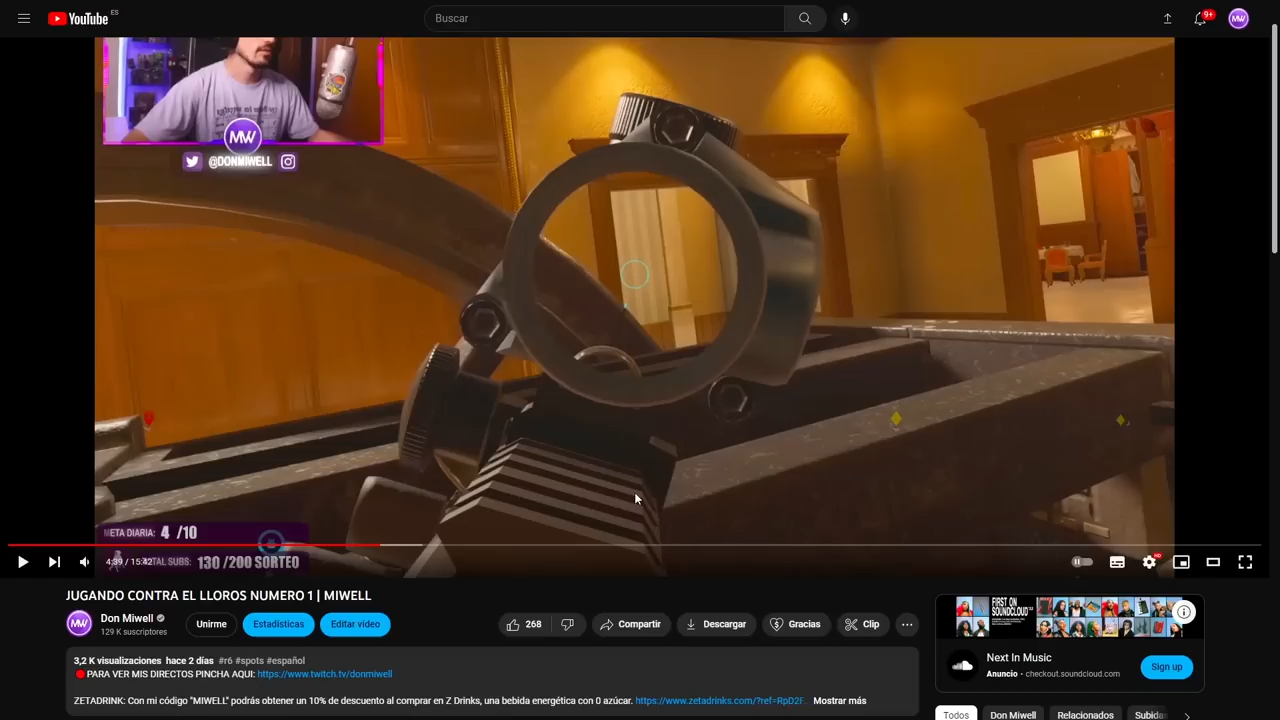 YouTube ES
Buscar
9+
MW
MW
@DONMIWELL
META DIARIA: 4 /10
TOTAL SUBS: 130 /200 SORTEO
4:39 / 15:42
HD
JUGANDO CONTRA EL LLOROS NUMERO 1 | MIWELL
MW
Don Miwell
129 K suscriptores
Unirme
Estadísticas
Editar vídeo
268
Compartir
Descargar
Gracias
Clip
3,2 K visualizaciones hace 2 días #r6 #spots #español
PARA VER MIS DIRECTOS PINCHA AQUI: https://www.twitch.tv/donmiwell
ZETADRINK: Con mi código "MIWELL" podrás obtener un 10% de descuento al comprar en Z Drinks, una bebida energética con 0 azúcar. https://www.zetadrinks.com/?ref=RpD2F Mostrar más
FIRST ON
SOUNDCLOUD
Next In Music
Anuncio • checkout.soundcloud.com
Sign up
Todos
Don Miwell
Relacionados
Subida